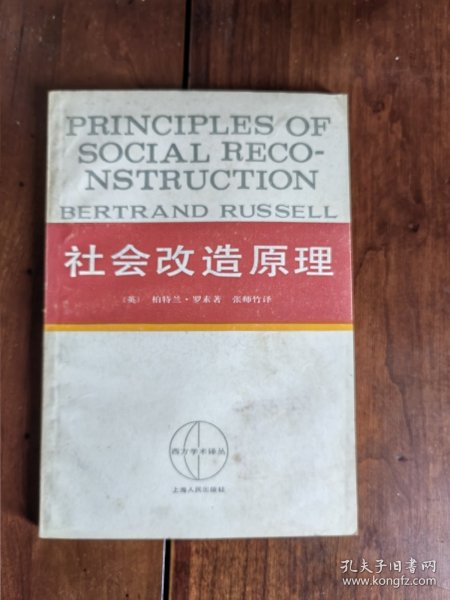 PRINCIPLES OF
SOCIAL RECO-
NSTRUCTION
BERTRAND RUSSELL
社会改造原理
〔英〕 柏特兰·罗素著 张师竹译
西方学术译丛
上海人民出版社
孔夫子旧书网
www.kongfz.com